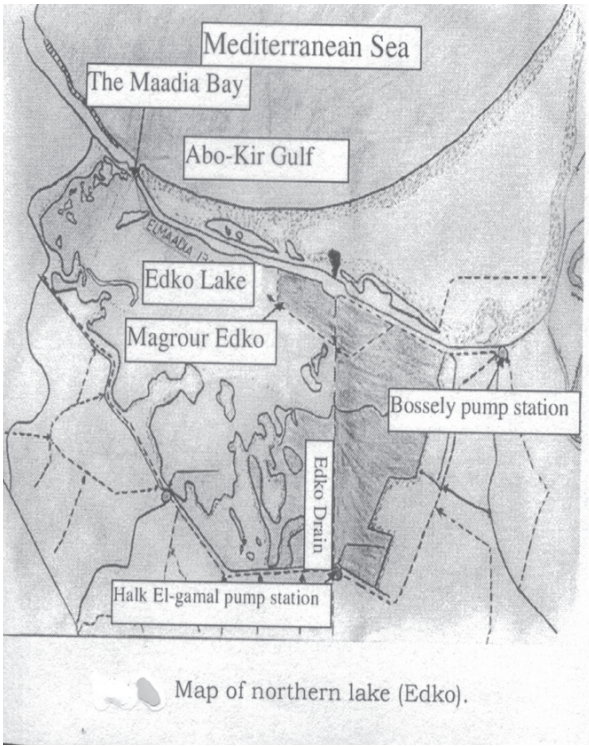 Mediterranean Sea
The Maadia Bay
Abo-Kir Gulf
ELMAADIA
Edko Lake
Magrour Edko
Bossely pump station
Edko Drain
Halk El-gamal pump station
Map of northern lake (Edko).